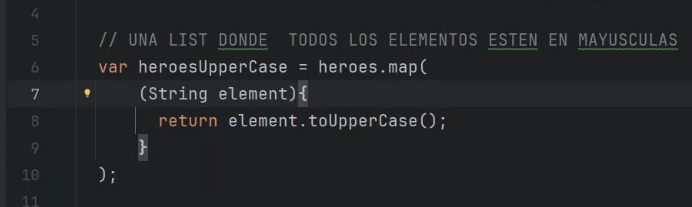 4
5 // UNA LIST DONDE  TODOS LOS ELEMENTOS ESTEN EN MAYUSCULAS
6 var heroesUpperCase = heroes.map(
7 (String element){
8 return element.toUpperCase();
9 }
10 );
11